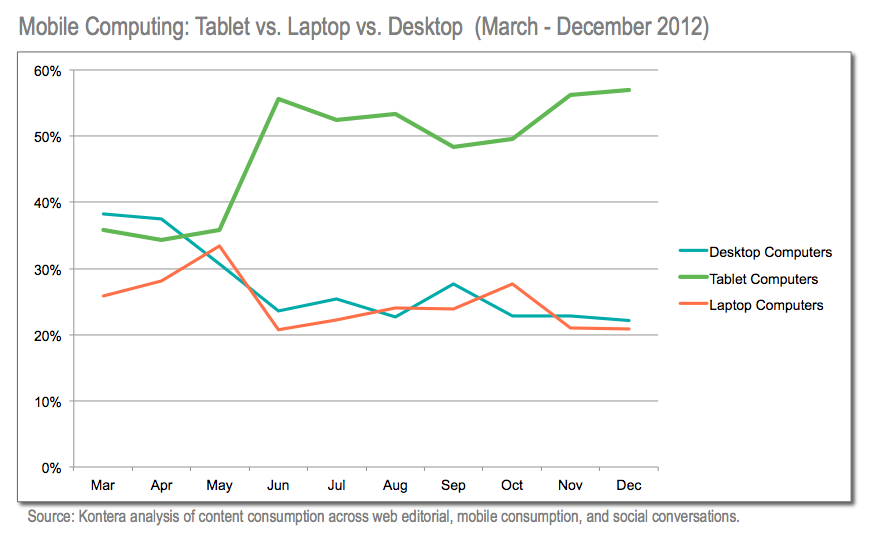 Mobile Computing: Tablet vs. Laptop vs. Desktop (March - December 2012)
60%
50%
40%
30%
20%
10%
0%
Mar Apr May Jun Jul Aug Sep Oct Nov Dec
Desktop Computers
Tablet Computers
Laptop Computers
Source: Kontera analysis of content consumption across web editorial, mobile consumption, and social conversations.